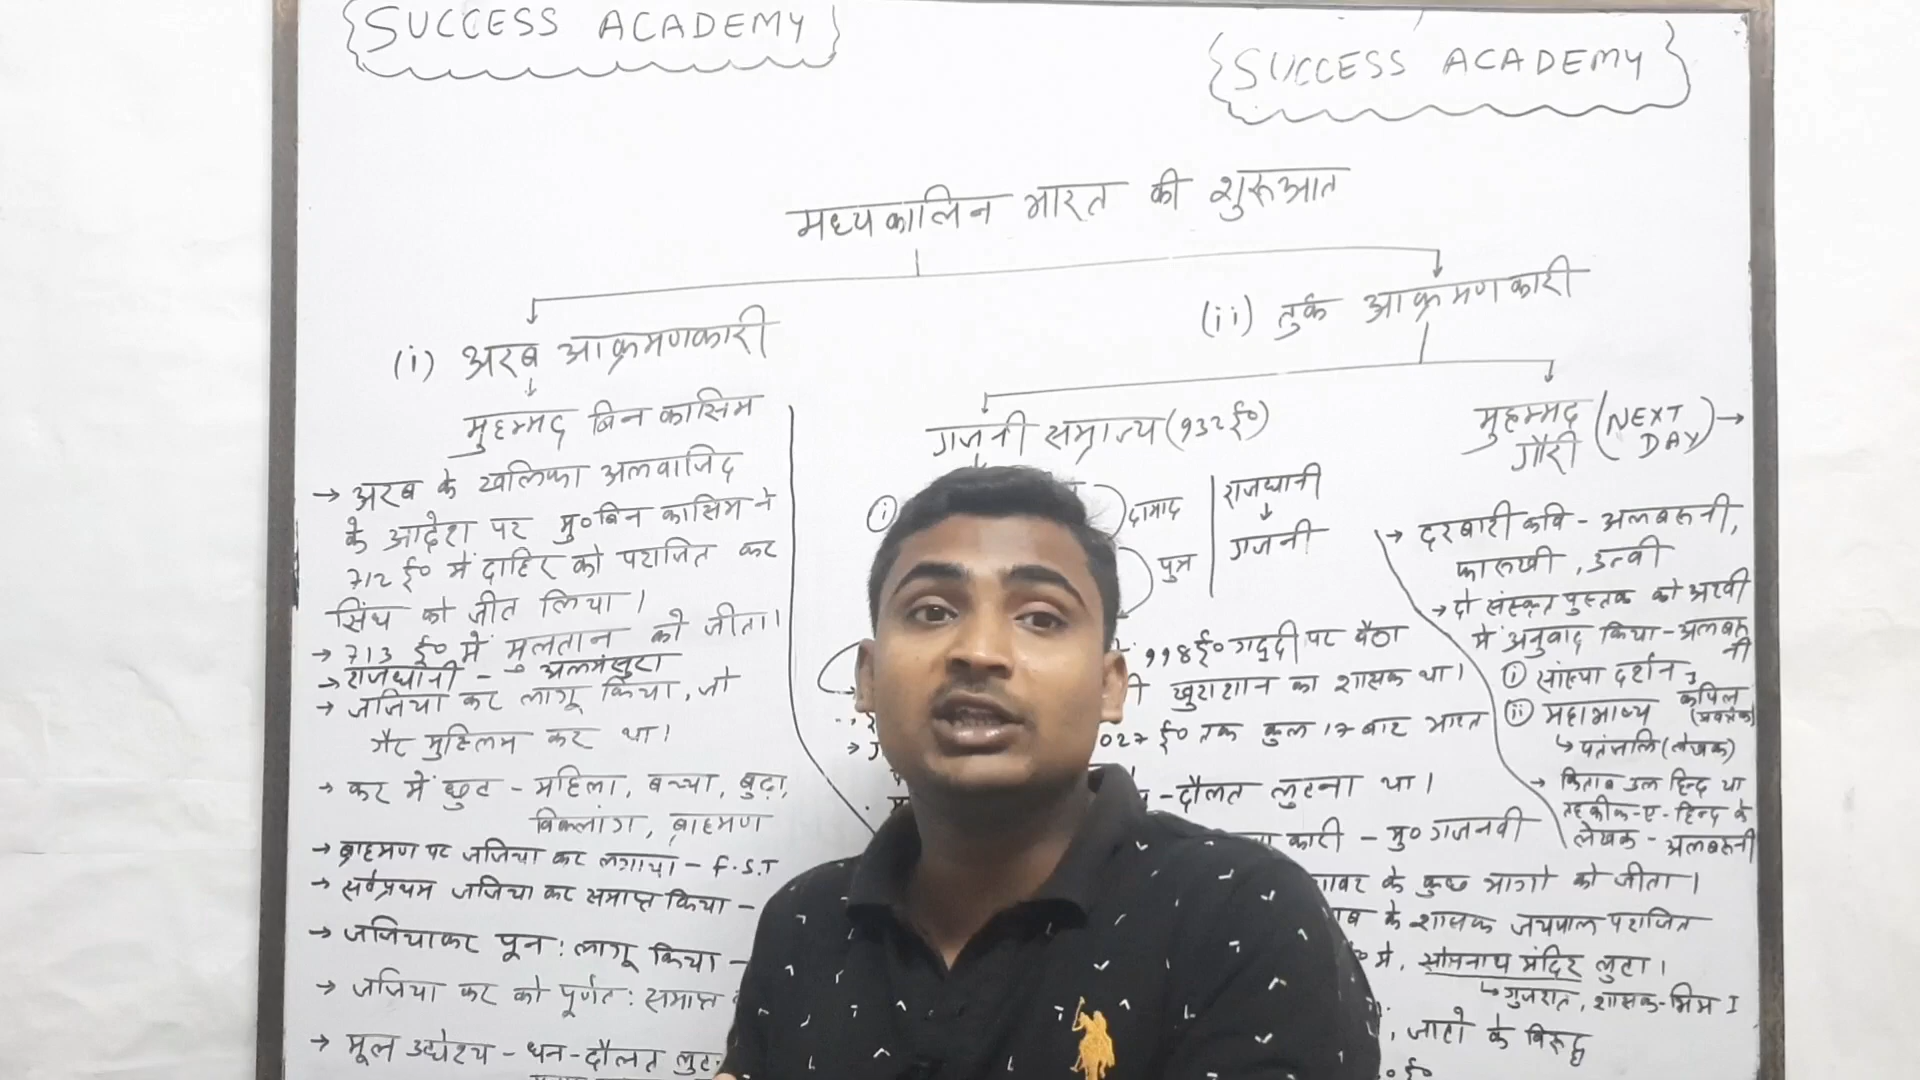 SUCCESS ACADEMY
SUCCESS ACADEMY
मध्यकालिन भारत की शुरूआत
(i) अरब आक्रमणकारी
मुहम्मद बिन कासिम
→ अरब के खलिफा अलवाजिद
के आदेश पर मु० बिन कासिम ने
712 ई० में दाहिर को पराजित कर
सिंध को जीत लिया।
→ 713 ई० में मुलतान को जीता।
→ राजधानी - अलमंसुरा
→ जजिया कर लागू किया, जो
गैर मुस्लिम कर था।
→ कर में छुट - महिला, बच्चा, बुढ़ा,
विकलांग, ब्राहमण
→ ब्राहमण पर जजिया कर लगाया - F.S.T
→ सर्वप्रथम जजिया कर समाप्त किया -
→ जजियाकर पून: लागू किया -
→ जजिया कर को पूर्णत: समाप्त
→ मूल उद्येश्य - धन-दौलत लुट
(ii) तुर्क आक्रमणकारी
गजनी सम्राज्य (932 ई०)
(i)
दामाद
पुत्र
राजधानी
↓
गजनी
998 ई० गद्दी पर बैठा
खुराशान का शासक था।
027 ई० तक कुल 17 बार भारत
-दौलत लुटना था।
कारी - मु० गजनवी
के कुछ भागो को जीता।
के शासक जयपाल पराजित
मे, सोमनाथ मंदिर लुटा।
↳ गुजरात, शासक-भिम I
, जाटो के विरूद्ध
ई०
मुहम्मद गौरी (NEXT DAY) →
→ दरबारी कवि - अलबरूनी,
फारूखी, उत्वी
→ दो संस्कृत पुस्तक को अरबी
में अनुवाद किया - अलबरू
नी
(i) सांख्या दर्शन
कपिल
(ii) महाभाष्य
↳ पतंजलि (लेखक)
→ किताब उल हिन्द या
तहकीक-ए-हिन्द के
लेखक - अलबरूनी